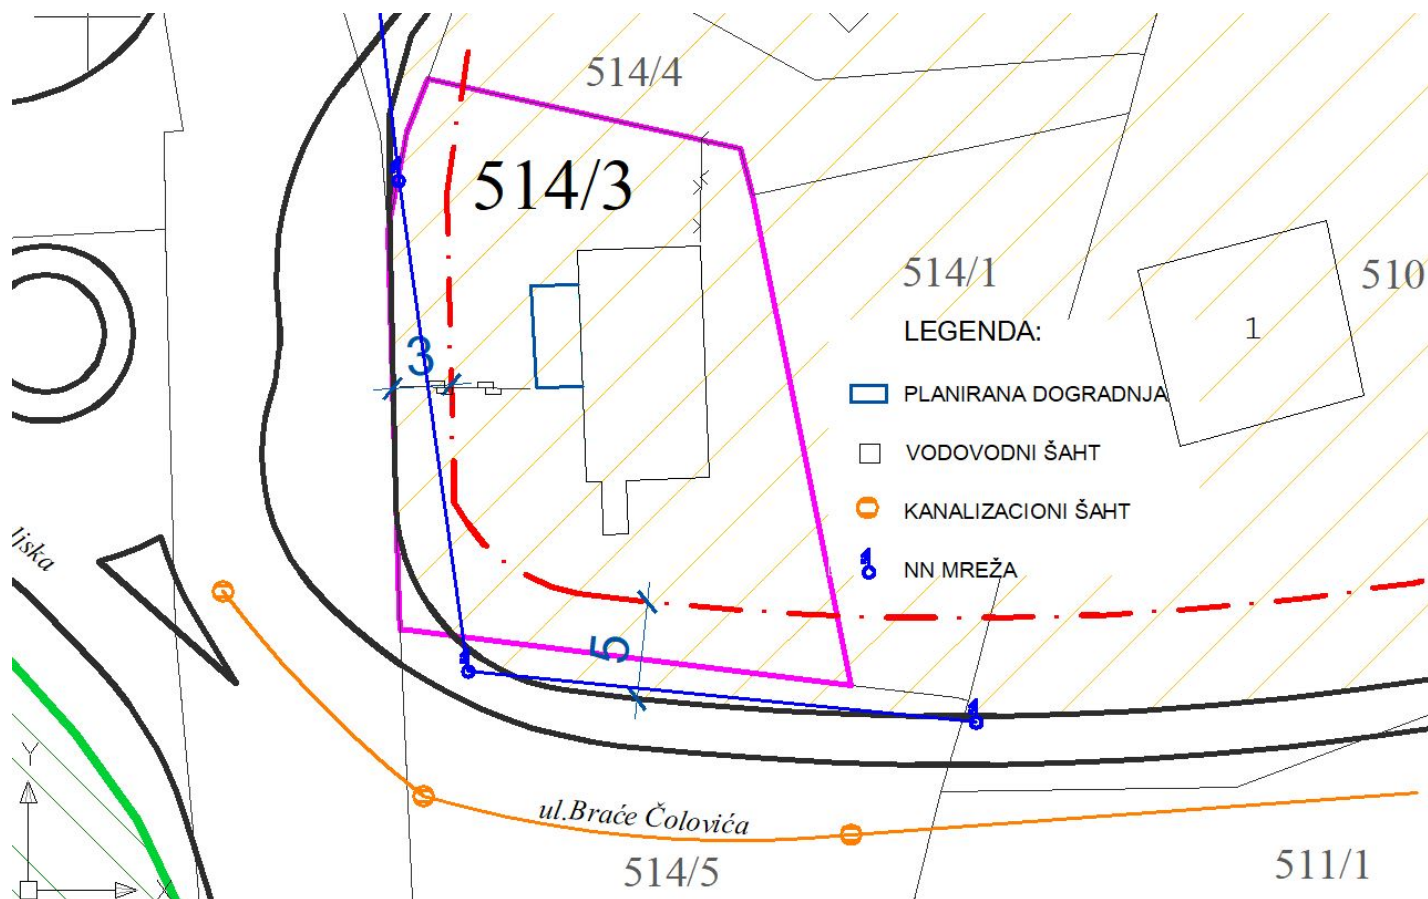 514/4
514/3
514/1
510
LEGENDA:
1
3
PLANIRANA DOGRADNJA
VODOVODNI ŠAHT
KANALIZACIONI ŠAHT
NN MREŽA
ljska
5
Y
X
ul.Braće Čolovića
514/5
511/1